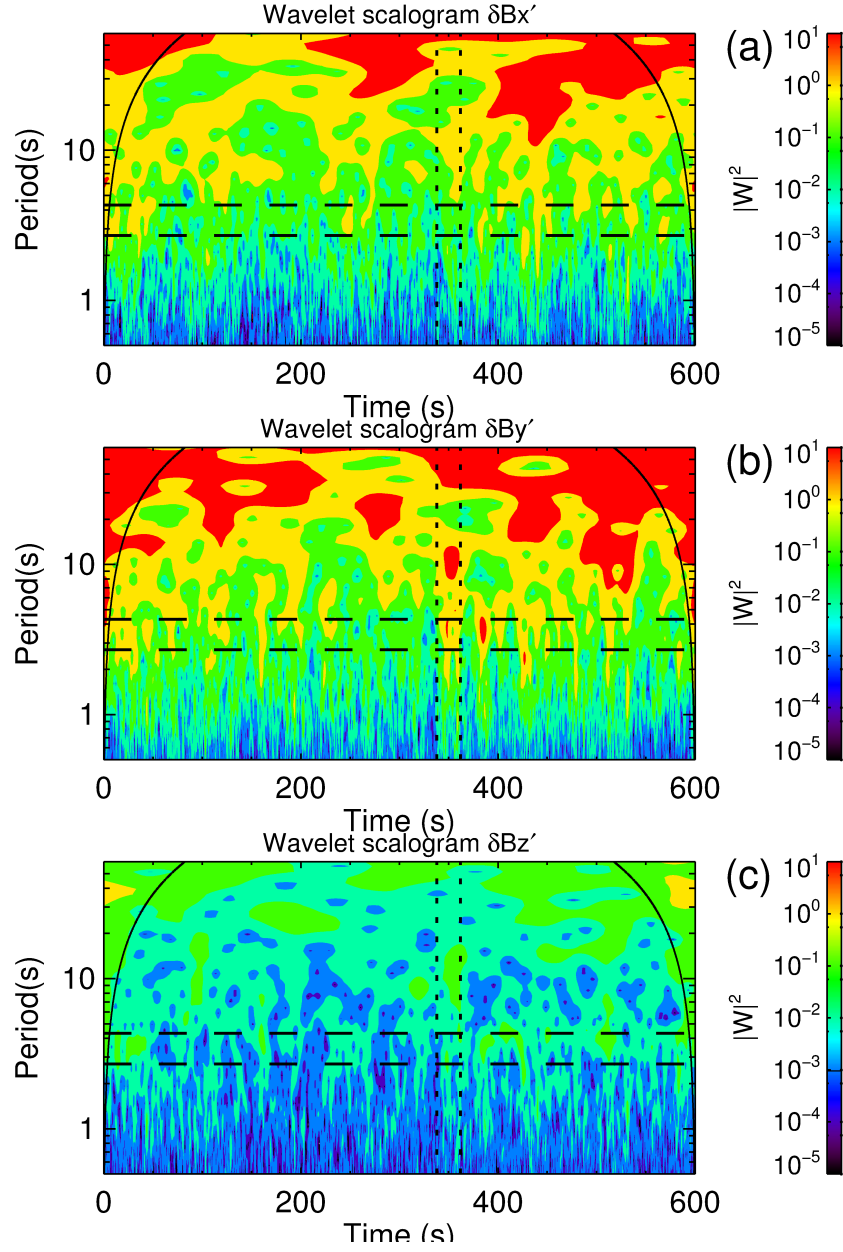 Wavelet scalogram δBx′
(a)
Period(s)
10
1
0 200 400 600
Time (s)
|W|²
10¹
10⁰
10⁻¹
10⁻²
10⁻³
10⁻⁴
10⁻⁵
Wavelet scalogram δBy′
(b)
Period(s)
10
1
0 200 400 600
Time (s)
|W|²
10¹
10⁰
10⁻¹
10⁻²
10⁻³
10⁻⁴
10⁻⁵
Wavelet scalogram δBz′
(c)
Period(s)
10
1
0 200 400 600
Time (s)
|W|²
10¹
10⁰
10⁻¹
10⁻²
10⁻³
10⁻⁴
10⁻⁵